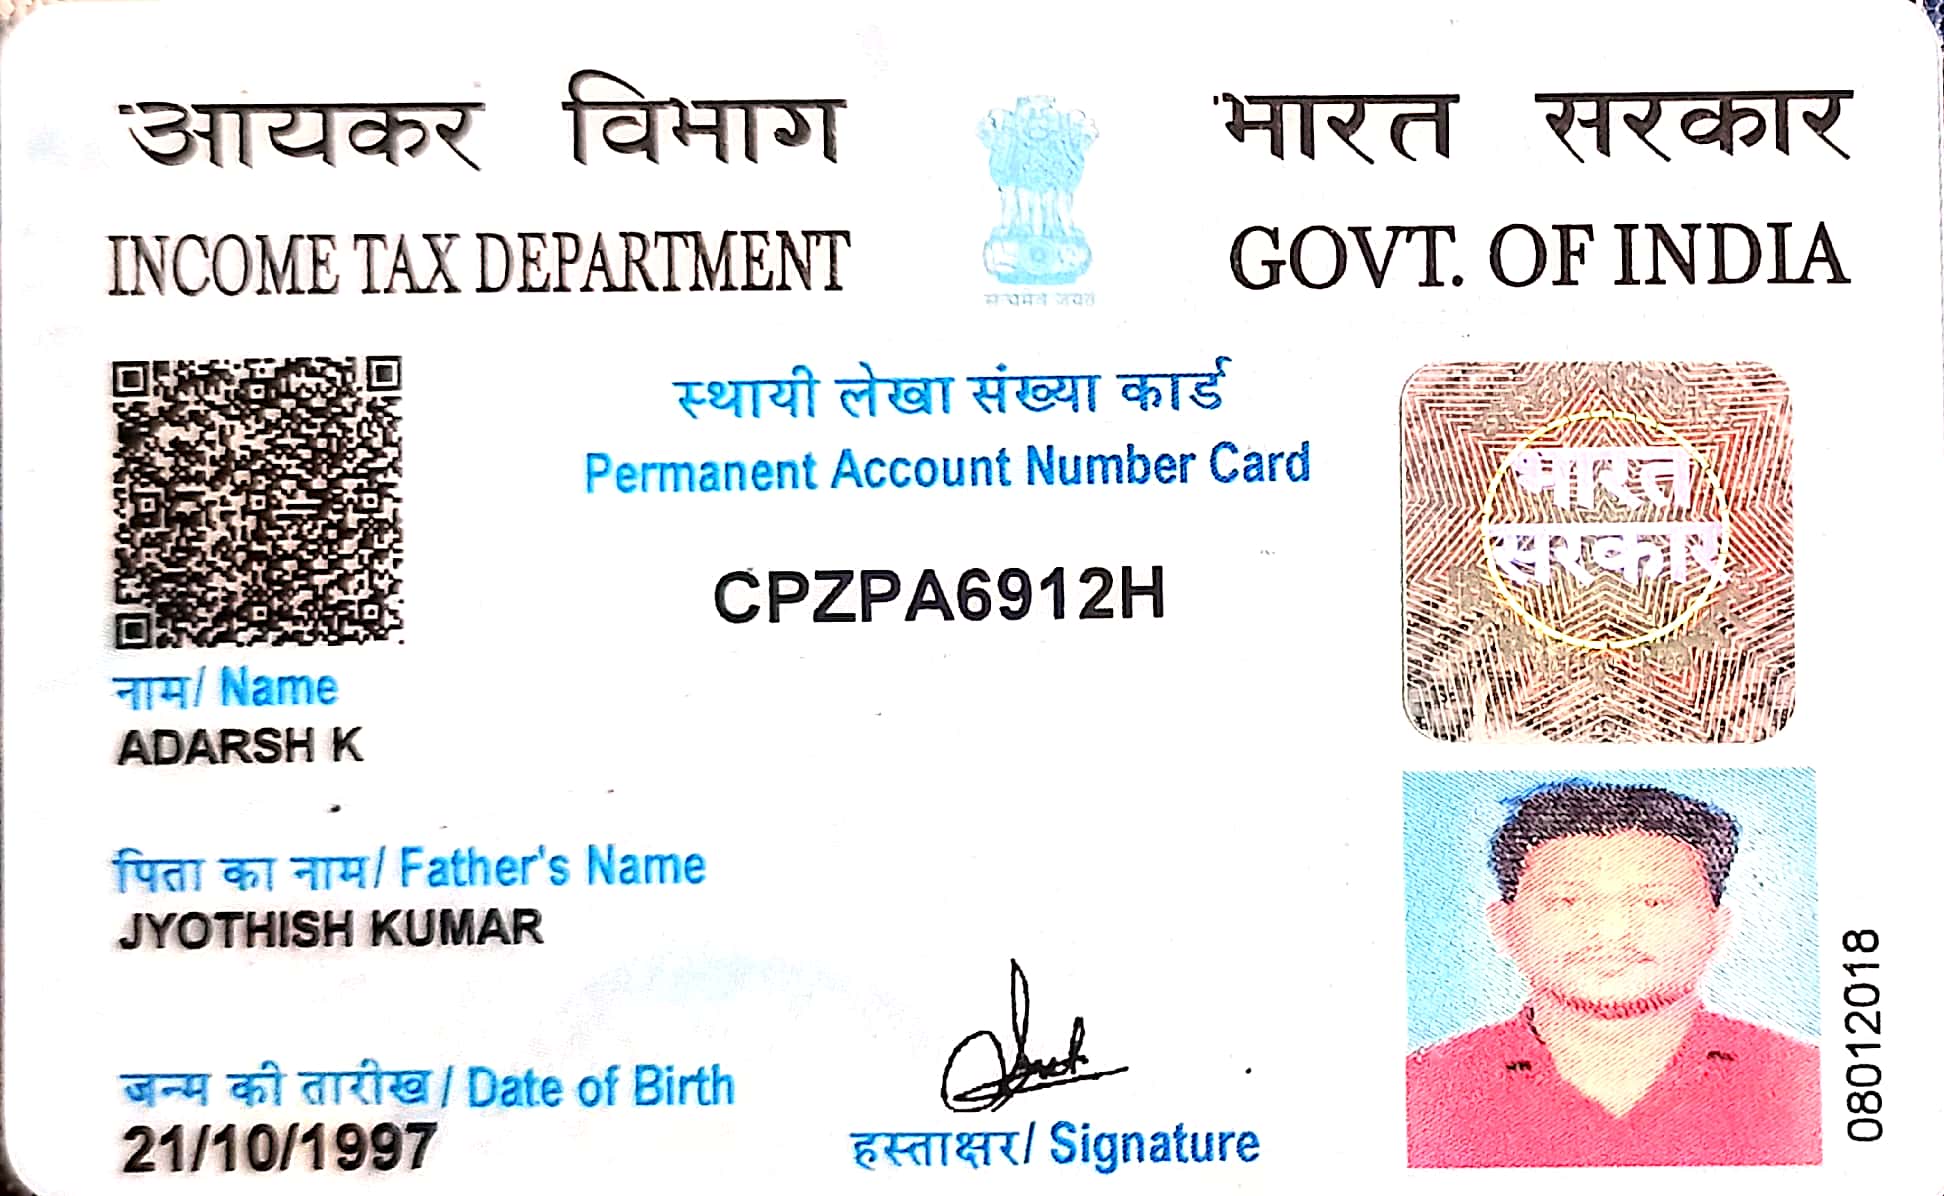 आयकर विभाग
INCOME TAX DEPARTMENT
सत्यमेव जयते
भारत सरकार
GOVT. OF INDIA
स्थायी लेखा संख्या कार्ड
Permanent Account Number Card
CPZPA6912H
भारत
सरकार
नाम/ Name
ADARSH K
पिता का नाम/ Father's Name
JYOTHISH KUMAR
जन्म की तारीख / Date of Birth
21/10/1997
हस्ताक्षर/ Signature
08012018